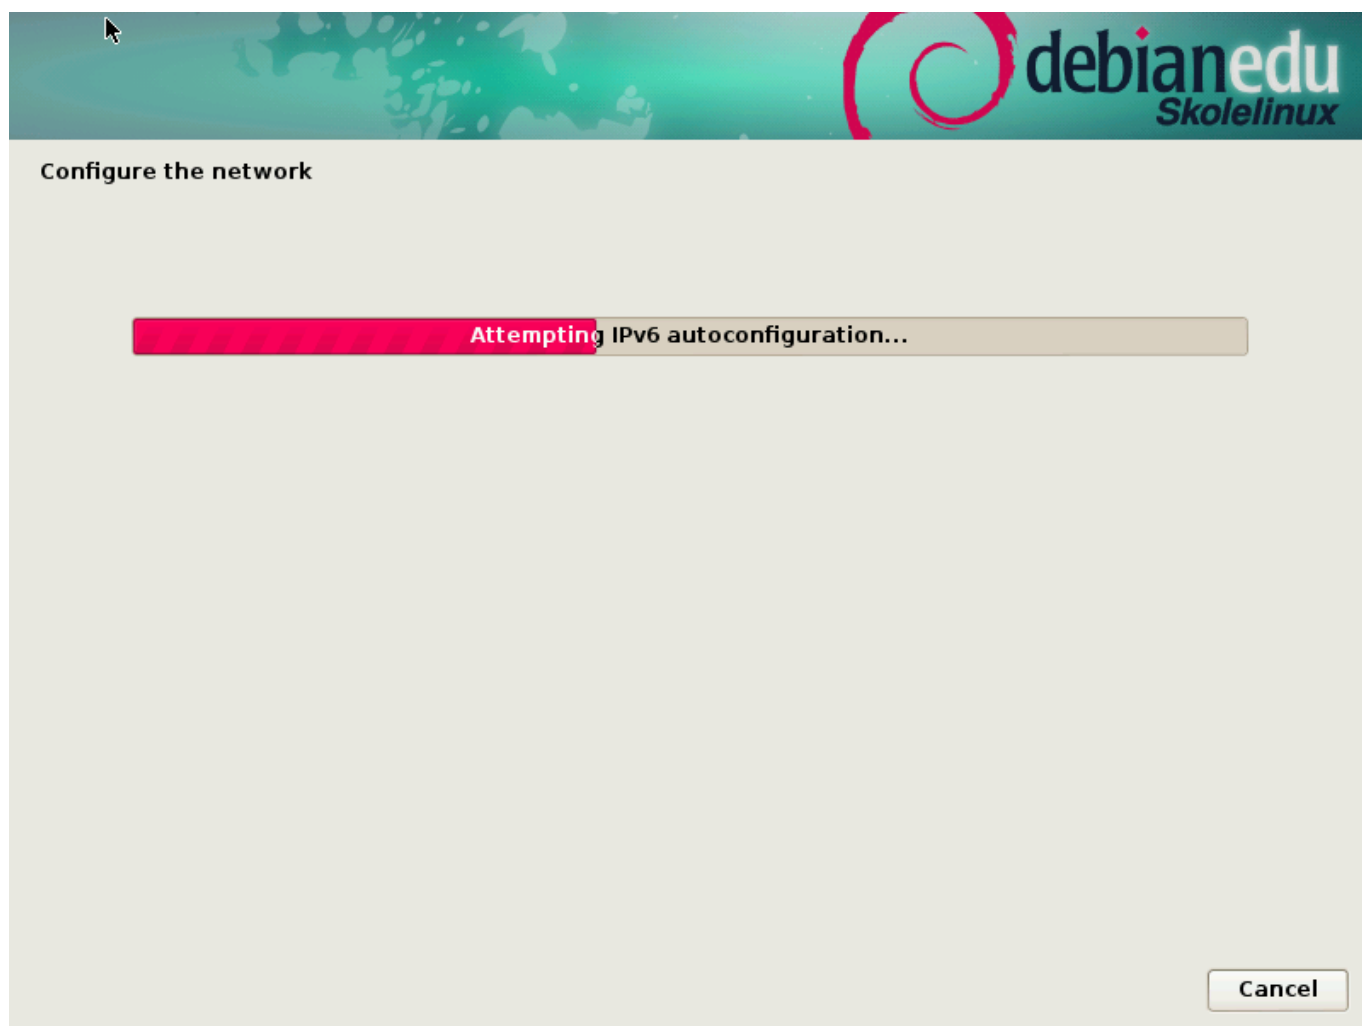 debianedu
Skolelinux
Configure the network
Attempting IPv6 autoconfiguration...
Cancel